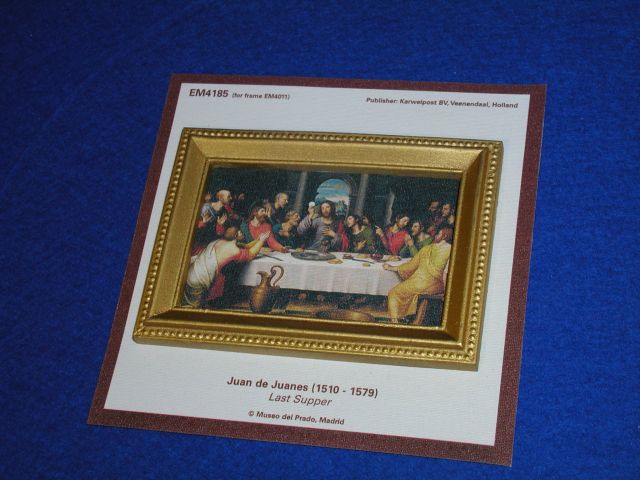 EM4185 (for frame EM4011)
Publisher: Karweipost BV, Veenendaal, Holland
Juan de Juanes (1510 - 1579)
Last Supper
© Museo del Prado, Madrid